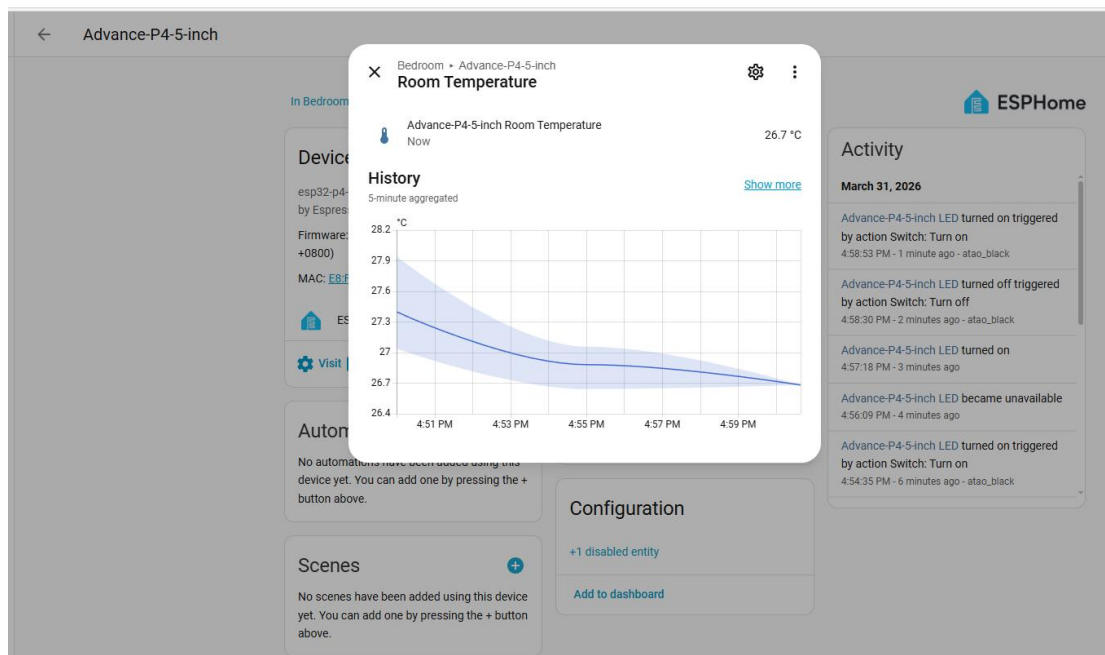 Advance-P4-5-inch
In Bedroom
ESPHome
Device
esp32-p4-
by Espres
Firmware:
+0800)
MAC: E8:F
ES
Visit
Autom
No automations have been added using this
device yet. You can add one by pressing the +
button above.
Scenes
No scenes have been added using this device
yet. You can add one by pressing the + button
above.
Bedroom ▸ Advance-P4-5-inch
Room Temperature
Advance-P4-5-inch Room Temperature
Now
26.7 °C
History
Show more
5-minute aggregated
°C
28.2
27.9
27.6
27.3
27
26.7
26.4
4:51 PM 4:53 PM 4:55 PM 4:57 PM 4:59 PM
Configuration
+1 disabled entity
Add to dashboard
Activity
March 31, 2026
Advance-P4-5-inch LED turned on triggered
by action Switch: Turn on
4:58:53 PM - 1 minute ago - atao_black
Advance-P4-5-inch LED turned off triggered
by action Switch: Turn off
4:58:30 PM - 2 minutes ago - atao_black
Advance-P4-5-inch LED turned on
4:57:18 PM - 3 minutes ago
Advance-P4-5-inch LED became unavailable
4:56:09 PM - 4 minutes ago
Advance-P4-5-inch LED turned on triggered
by action Switch: Turn on
4:54:35 PM - 6 minutes ago - atao_black